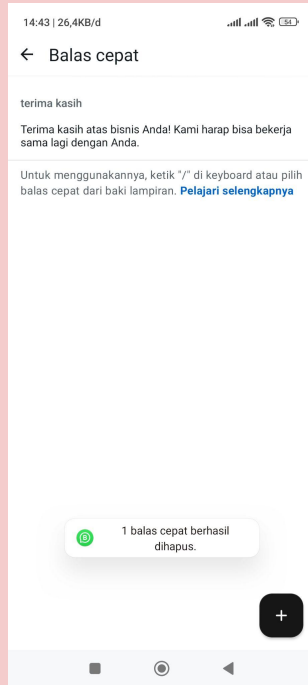 14:43 | 26,4KB/d
54
Balas cepat
terima kasih
Terima kasih atas bisnis Anda! Kami harap bisa bekerja
sama lagi dengan Anda.
Untuk menggunakannya, ketik "/" di keyboard atau pilih
balas cepat dari baki lampiran. Pelajari selengkapnya
1 balas cepat berhasil
dihapus.